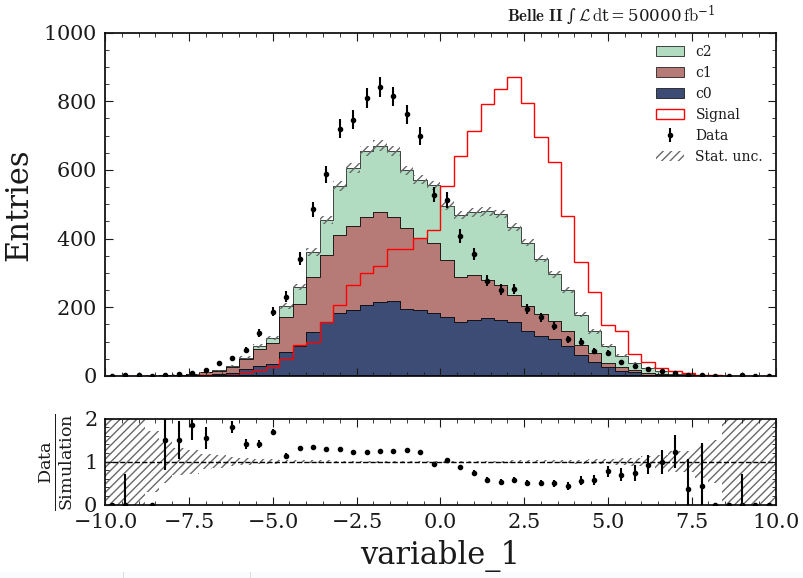 Belle II ∫ ℒ dt = 50000 fb⁻¹
1000
800
600
400
200
0
Entries
c2
c1
c0
Signal
Data
Stat. unc.
2
1
0
Data
Simulation
−10.0 −7.5 −5.0 −2.5 0.0 2.5 5.0 7.5 10.0
variable_1